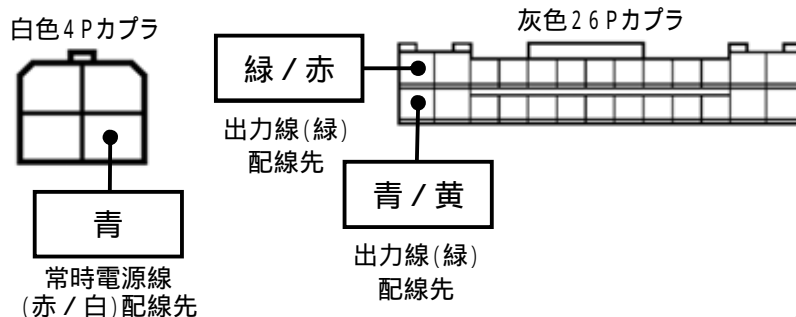 白色4Pカプラ
青
常時電源線
(赤/白)配線先
灰色26Pカプラ
緑/赤
出力線(緑)
配線先
青/黄
出力線(緑)
配線先